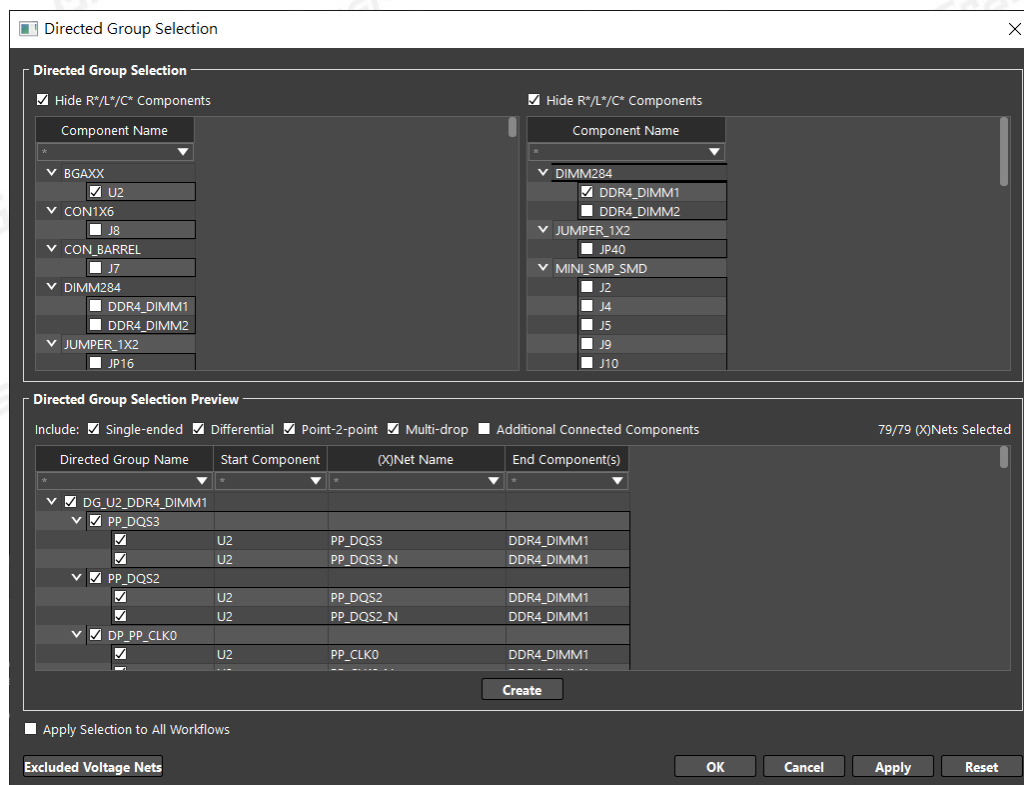 Directed Group Selection
Directed Group Selection
Hide R*/L*/C* Components
Hide R*/L*/C* Components
Component Name
*
BGAXX
U2
CON1X6
J8
CON_BARREL
J7
DIMM284
DDR4_DIMM1
DDR4_DIMM2
JUMPER_1X2
JP16
Component Name
*
DIMM284
DDR4_DIMM1
DDR4_DIMM2
JUMPER_1X2
JP40
MINI_SMP_SMD
J2
J4
J5
J9
J10
Directed Group Selection Preview
Include: Single-ended Differential Point-2-point Multi-drop Additional Connected Components 79/79 (X)Nets Selected
Directed Group Name Start Component (X)Net Name End Component(s)
* * * *
DG_U2_DDR4_DIMM1
PP_DQS3
U2 PP_DQS3 DDR4_DIMM1
U2 PP_DQS3_N DDR4_DIMM1
PP_DQS2
U2 PP_DQS2 DDR4_DIMM1
U2 PP_DQS2_N DDR4_DIMM1
DP_PP_CLK0
U2 PP_CLK0 DDR4_DIMM1
Create
Apply Selection to All Workflows
Excluded Voltage Nets OK Cancel Apply Reset